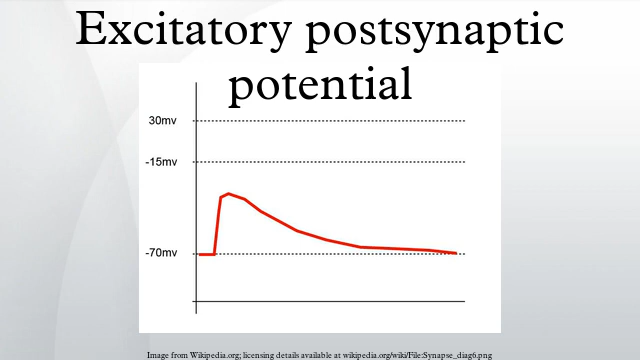 Excitatory postsynaptic
potential
30mv
-15mv
-70mv
Image from Wikipedia.org; licensing details available at wikipedia.org/wiki/File:Synapse_diag6.png